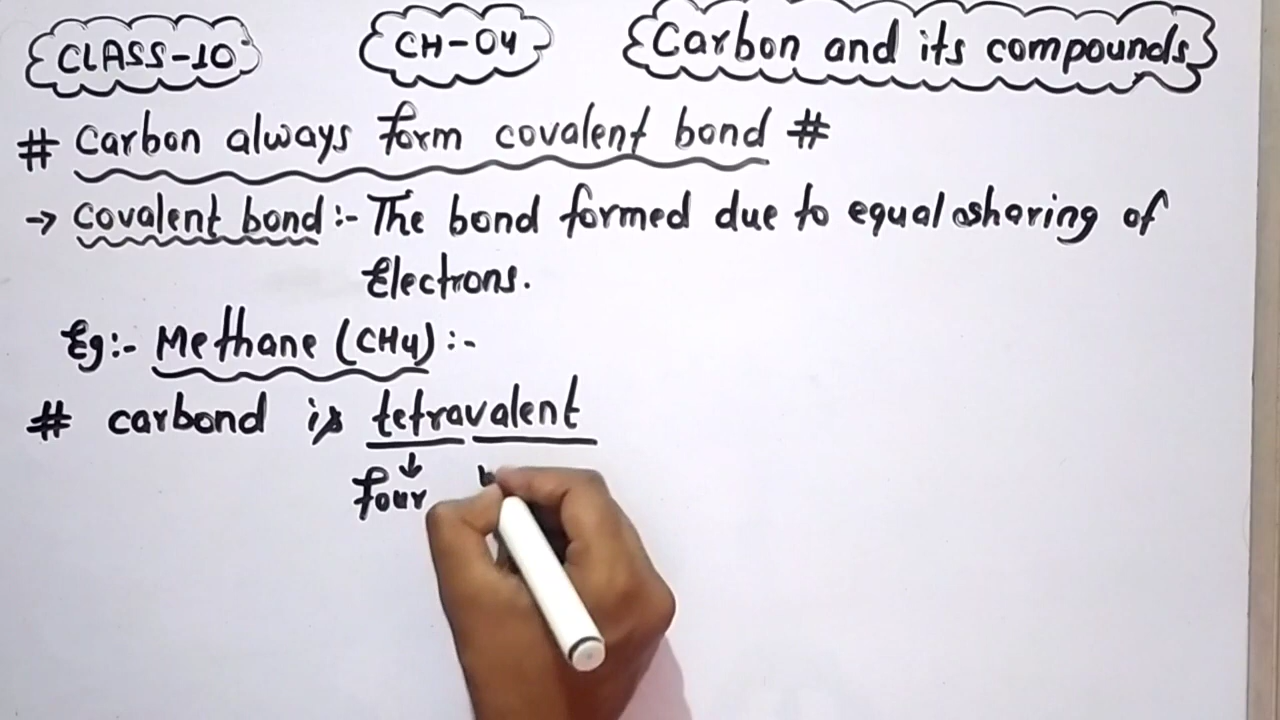 CLASS-10 CH-04 Carbon and its compounds
# Carbon always form covalent bond #
→ Covalent bond :- The bond formed due to equal sharing of
Electrons.
Eg:- Methane (CH4) :-
# carbond is tetravalent
↓
four